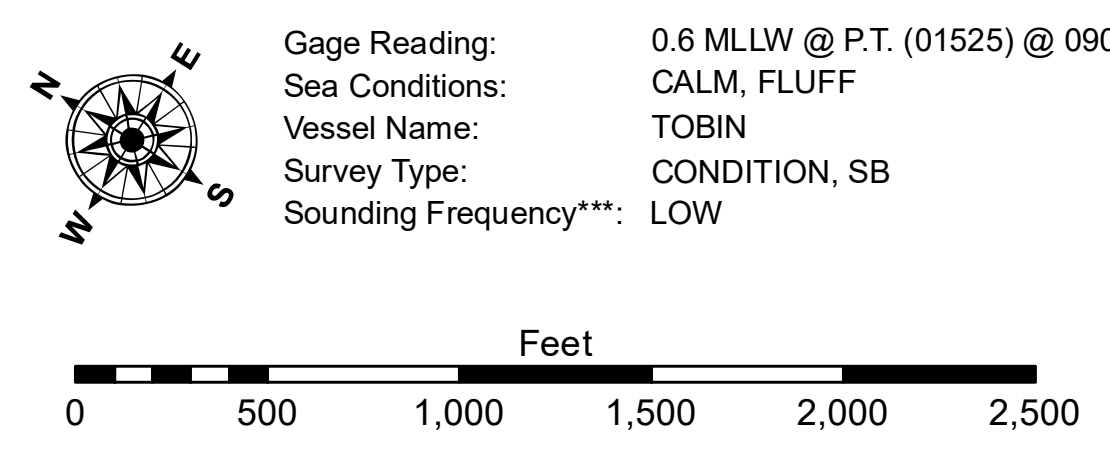 N
E
S
W
Gage Reading: 0.6 MLLW @ P.T. (01525) @
Sea Conditions: CALM, FLUFF
Vessel Name: TOBIN
Survey Type: CONDITION, SB
Sounding Frequency***: LOW
Feet
0 500 1,000 1,500 2,000 2,500